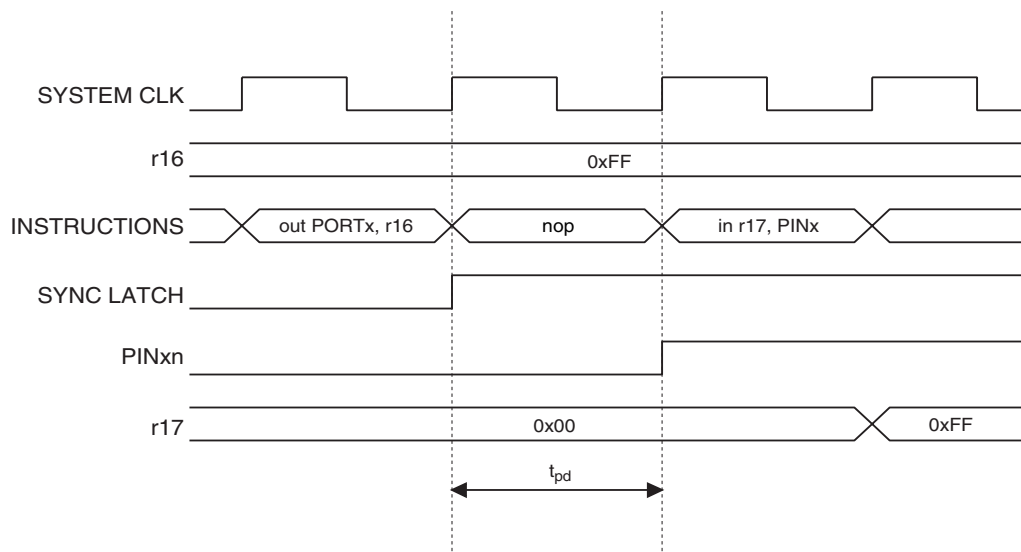 SYSTEM CLK
r16
0xFF
INSTRUCTIONS
out PORTx, r16
nop
in r17, PINx
SYNC LATCH
PINxn
r17
0x00
0xFF
tpd